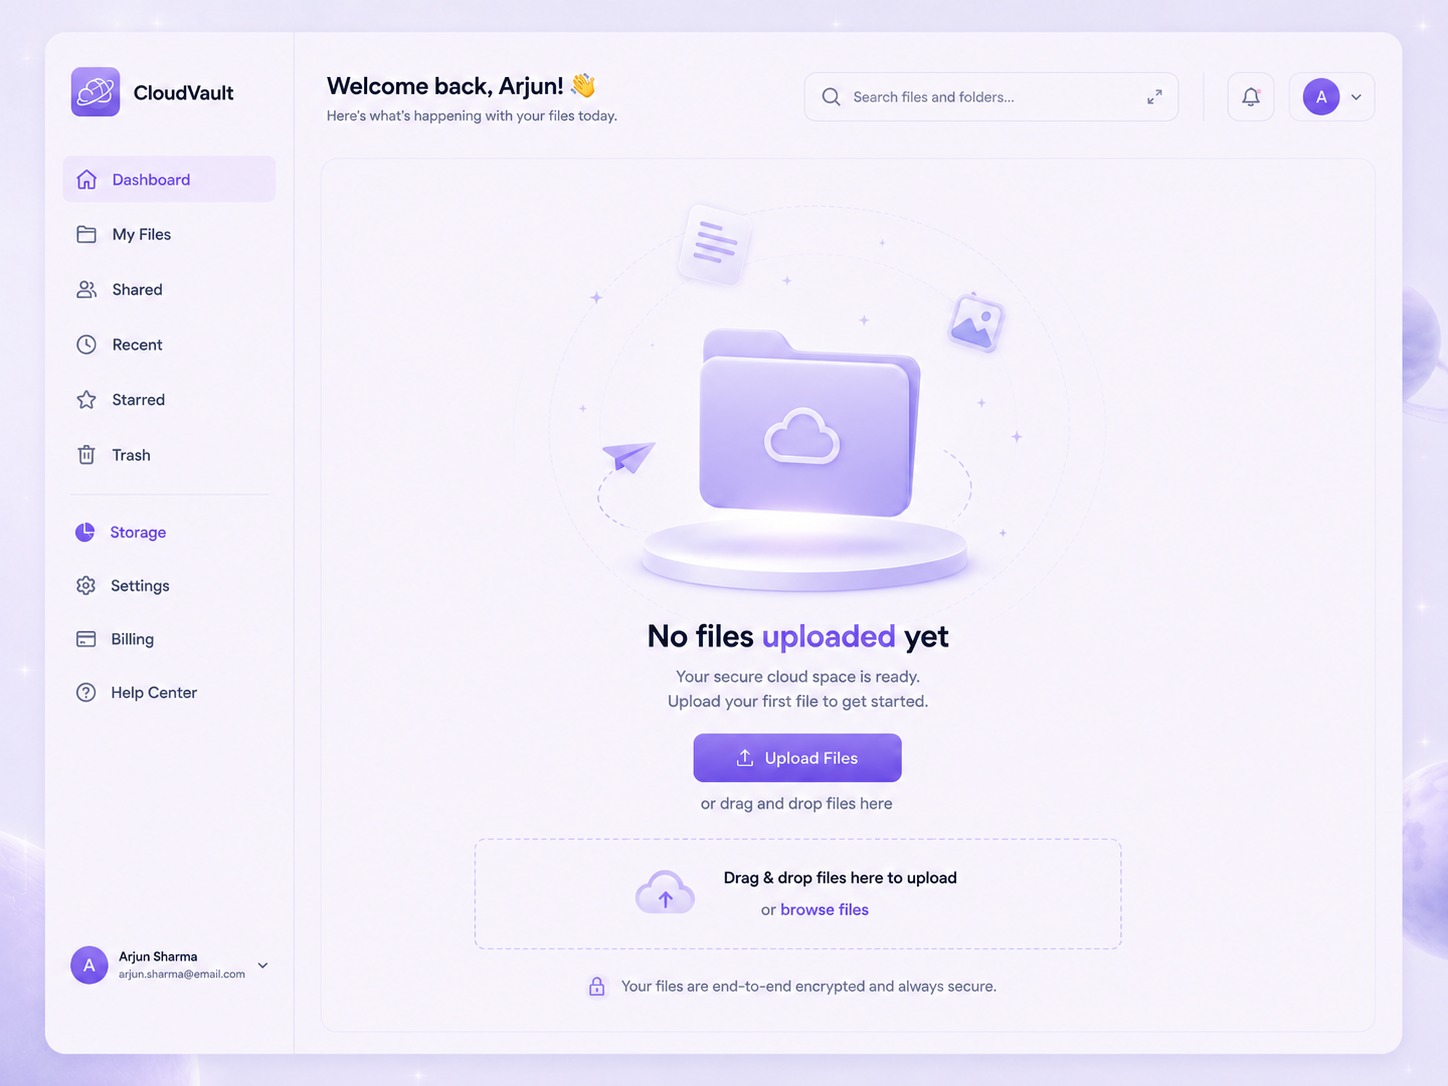 CloudVault
Dashboard
My Files
Shared
Recent
Starred
Trash
Storage
Settings
Billing
Help Center
A
Arjun Sharma
arjun.sharma@email.com
Welcome back, Arjun! 👋
Here's what's happening with your files today.
Search files and folders...
A
No files uploaded yet
Your secure cloud space is ready.
Upload your first file to get started.
Upload Files
or drag and drop files here
Drag & drop files here to upload
or browse files
Your files are end-to-end encrypted and always secure.